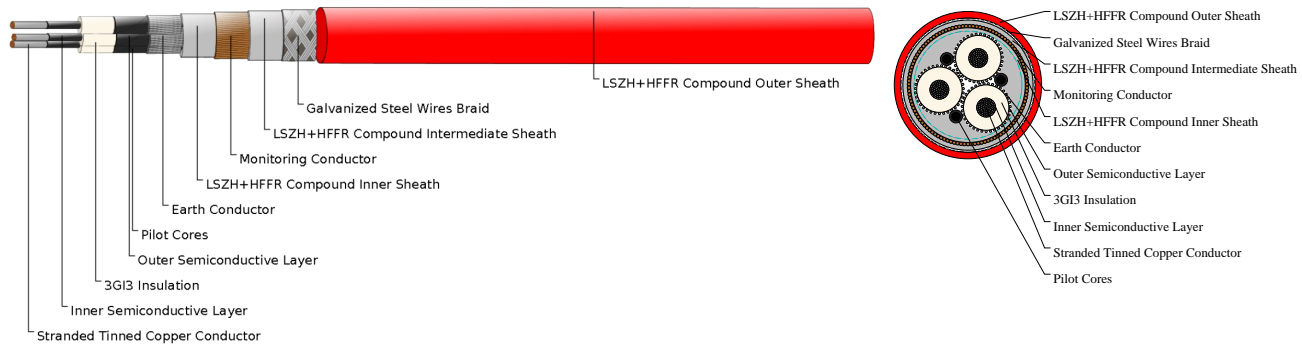 LSZH+HFFR Compound Outer Sheath
Galvanized Steel Wires Braid
LSZH+HFFR Compound Intermediate Sheath
Monitoring Conductor
LSZH+HFFR Compound Inner Sheath
Earth Conductor
Pilot Cores
Outer Semiconductive Layer
3GI3 Insulation
Inner Semiconductive Layer
Stranded Tinned Copper Conductor
LSZH+HFFR Compound Outer Sheath
Galvanized Steel Wires Braid
LSZH+HFFR Compound Intermediate Sheath
Monitoring Conductor
LSZH+HFFR Compound Inner Sheath
Earth Conductor
Outer Semiconductive Layer
3GI3 Insulation
Inner Semiconductive Layer
Stranded Tinned Copper Conductor
Pilot Cores